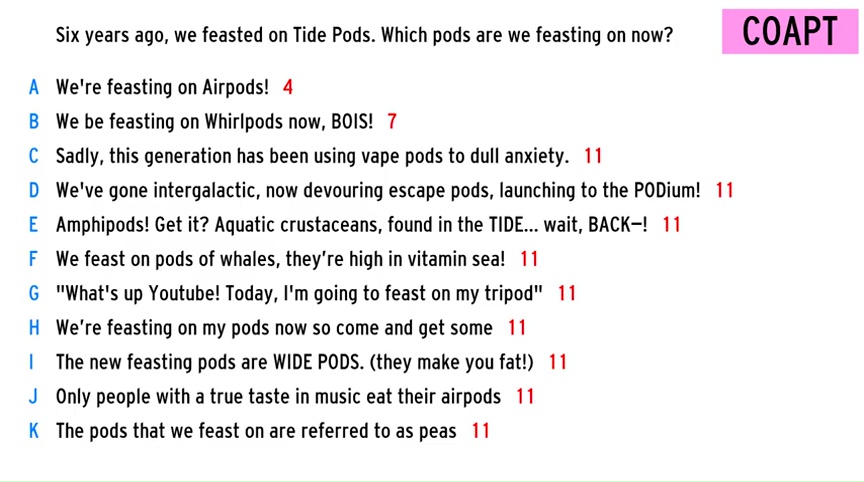 Six years ago, we feasted on Tide Pods. Which pods are we feasting on now?
COAPT
A We're feasting on Airpods! 4
B We be feasting on Whirlpods now, BOIS! 7
C Sadly, this generation has been using vape pods to dull anxiety. 11
D We've gone intergalactic, now devouring escape pods, launching to the PODium! 11
E Amphipods! Get it? Aquatic crustaceans, found in the TIDE... wait, BACK—! 11
F We feast on pods of whales, they’re high in vitamin sea! 11
G "What's up Youtube! Today, I'm going to feast on my tripod" 11
H We’re feasting on my pods now so come and get some 11
I The new feasting pods are WIDE PODS. (they make you fat!) 11
J Only people with a true taste in music eat their airpods 11
K The pods that we feast on are referred to as peas 11